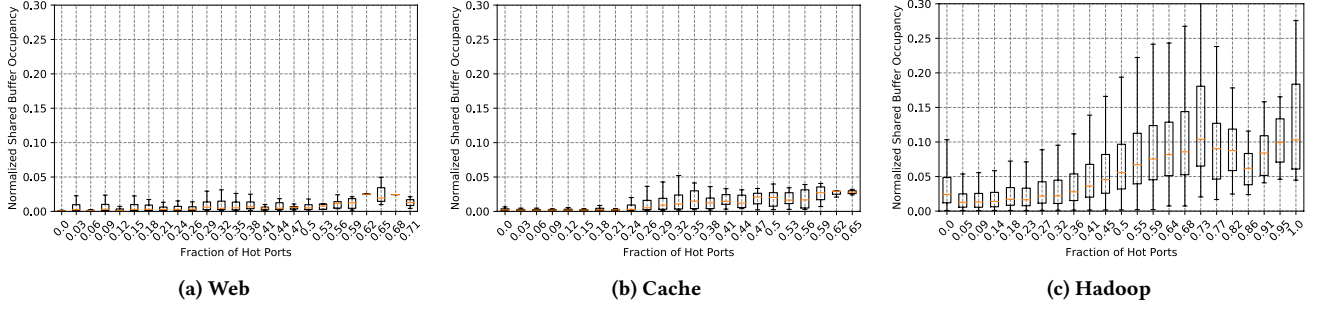 Normalized Shared Buffer Occupancy
0.30
0.25
0.20
0.15
0.10
0.05
0.00
0.0 0.03 0.06 0.09 0.12 0.15 0.18 0.21 0.24 0.26 0.29 0.32 0.35 0.38 0.41 0.44 0.47 0.5 0.53 0.56 0.59 0.62 0.65 0.68 0.71
Fraction of Hot Ports
(a) Web
Normalized Shared Buffer Occupancy
0.30
0.25
0.20
0.15
0.10
0.05
0.00
0.0 0.03 0.06 0.09 0.12 0.15 0.18 0.21 0.24 0.26 0.29 0.32 0.35 0.38 0.41 0.44 0.47 0.5 0.53 0.56 0.59 0.62 0.65
Fraction of Hot Ports
(b) Cache
Normalized Shared Buffer Occupancy
0.30
0.25
0.20
0.15
0.10
0.05
0.00
0.0 0.05 0.09 0.14 0.18 0.23 0.27 0.32 0.36 0.41 0.45 0.5 0.55 0.59 0.64 0.68 0.73 0.77 0.82 0.86 0.91 0.95 1.0
Fraction of Hot Ports
(c) Hadoop